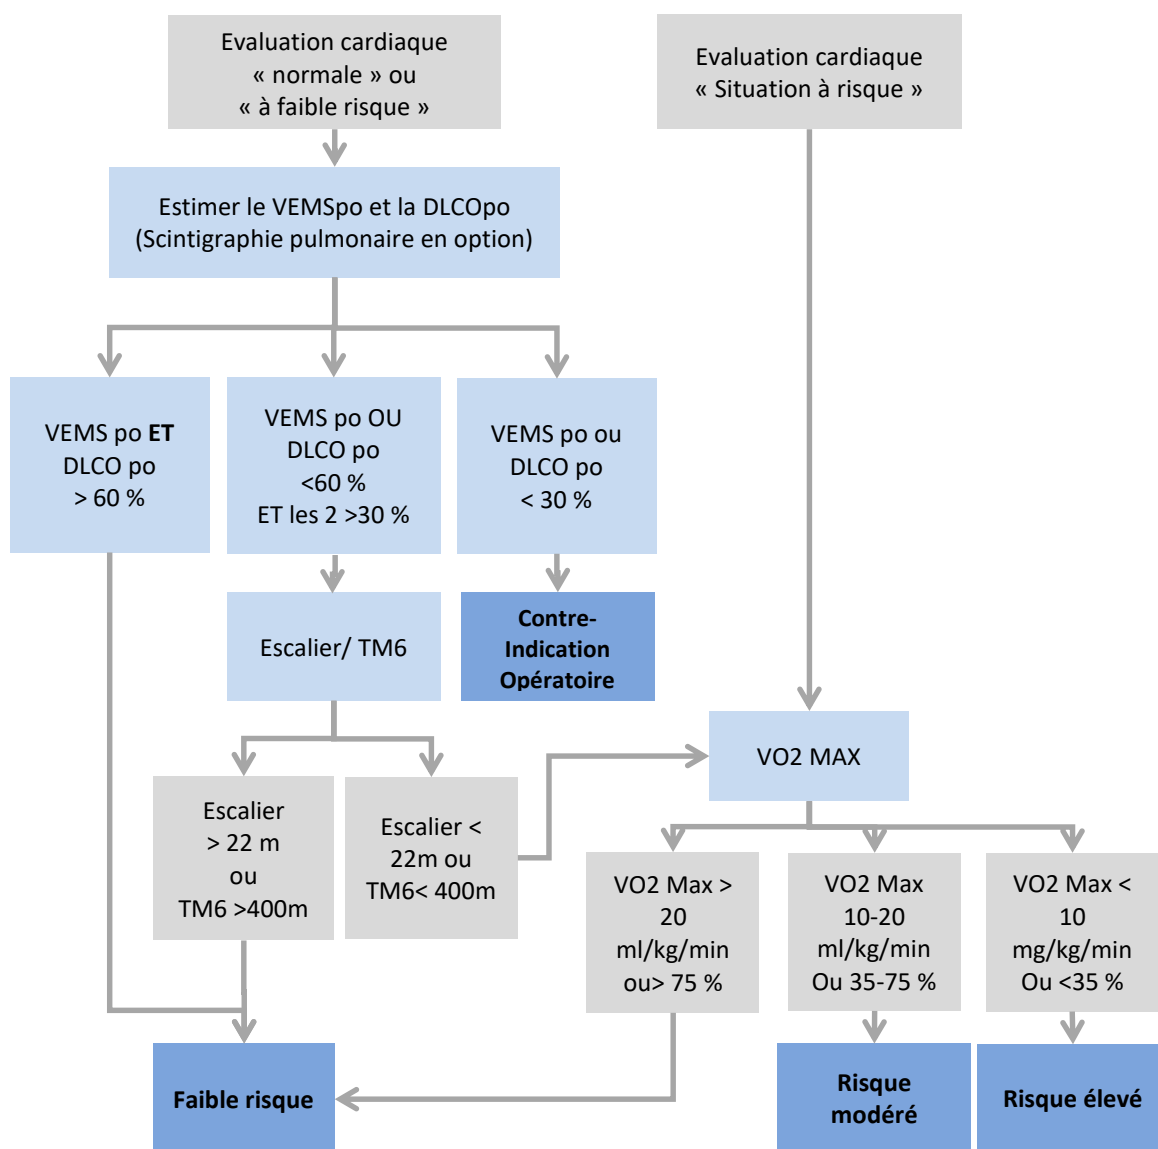 Evaluation cardiaque
« normale » ou
« à faible risque »
Evaluation cardiaque
« Situation à risque »
Estimer le VEMSpo et la DLCOpo
(Scintigraphie pulmonaire en option)
VEMS po ET
DLCO po
> 60 %
VEMS po OU
DLCO po
<60 %
ET les 2 >30 %
VEMS po ou
DLCO po
< 30 %
Escalier/ TM6
Contre-
Indication
Opératoire
VO2 MAX
Escalier
> 22 m
ou
TM6 >400m
Escalier <
22m ou
TM6< 400m
VO2 Max >
20
ml/kg/min
ou> 75 %
VO2 Max
10-20
ml/kg/min
Ou 35-75 %
VO2 Max <
10
mg/kg/min
Ou <35 %
Faible risque
Risque
modéré
Risque élevé